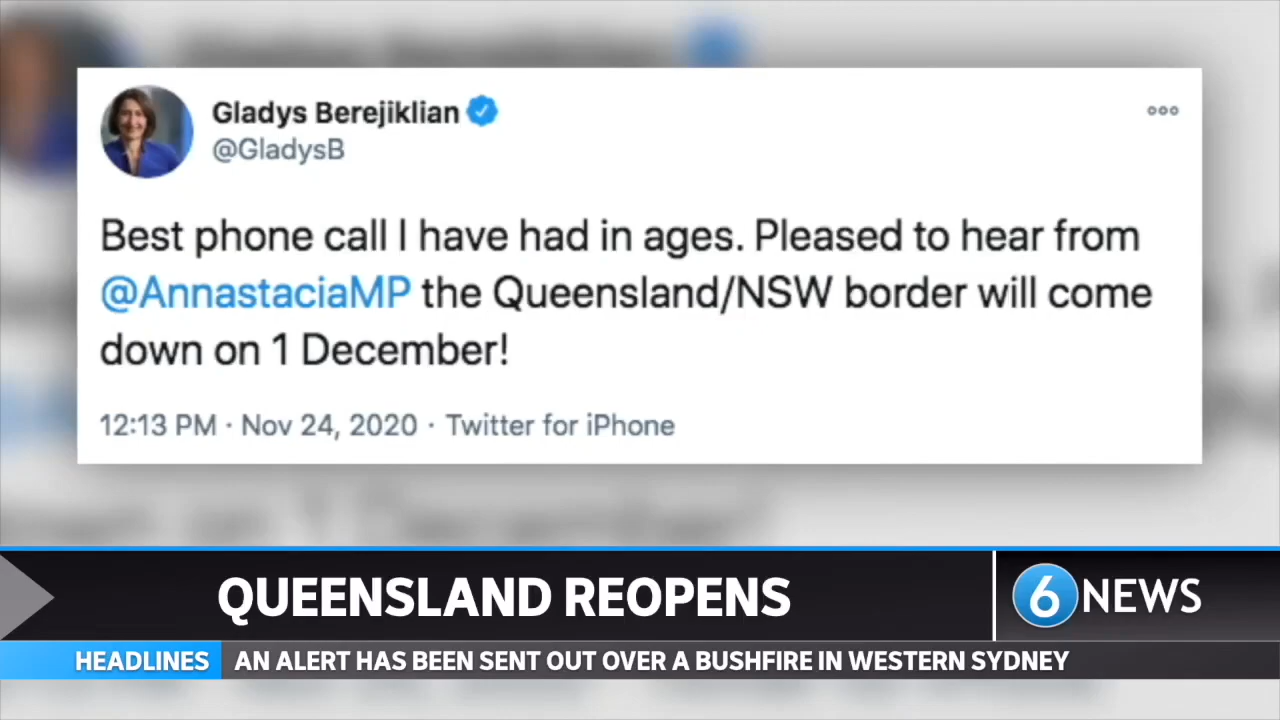 Gladys Berejiklian
@GladysB
Best phone call I have had in ages. Pleased to hear from
@AnnastaciaMP the Queensland/NSW border will come
down on 1 December!
12:13 PM · Nov 24, 2020 · Twitter for iPhone
QUEENSLAND REOPENS
6 NEWS
HEADLINES AN ALERT HAS BEEN SENT OUT OVER A BUSHFIRE IN WESTERN SYDNEY